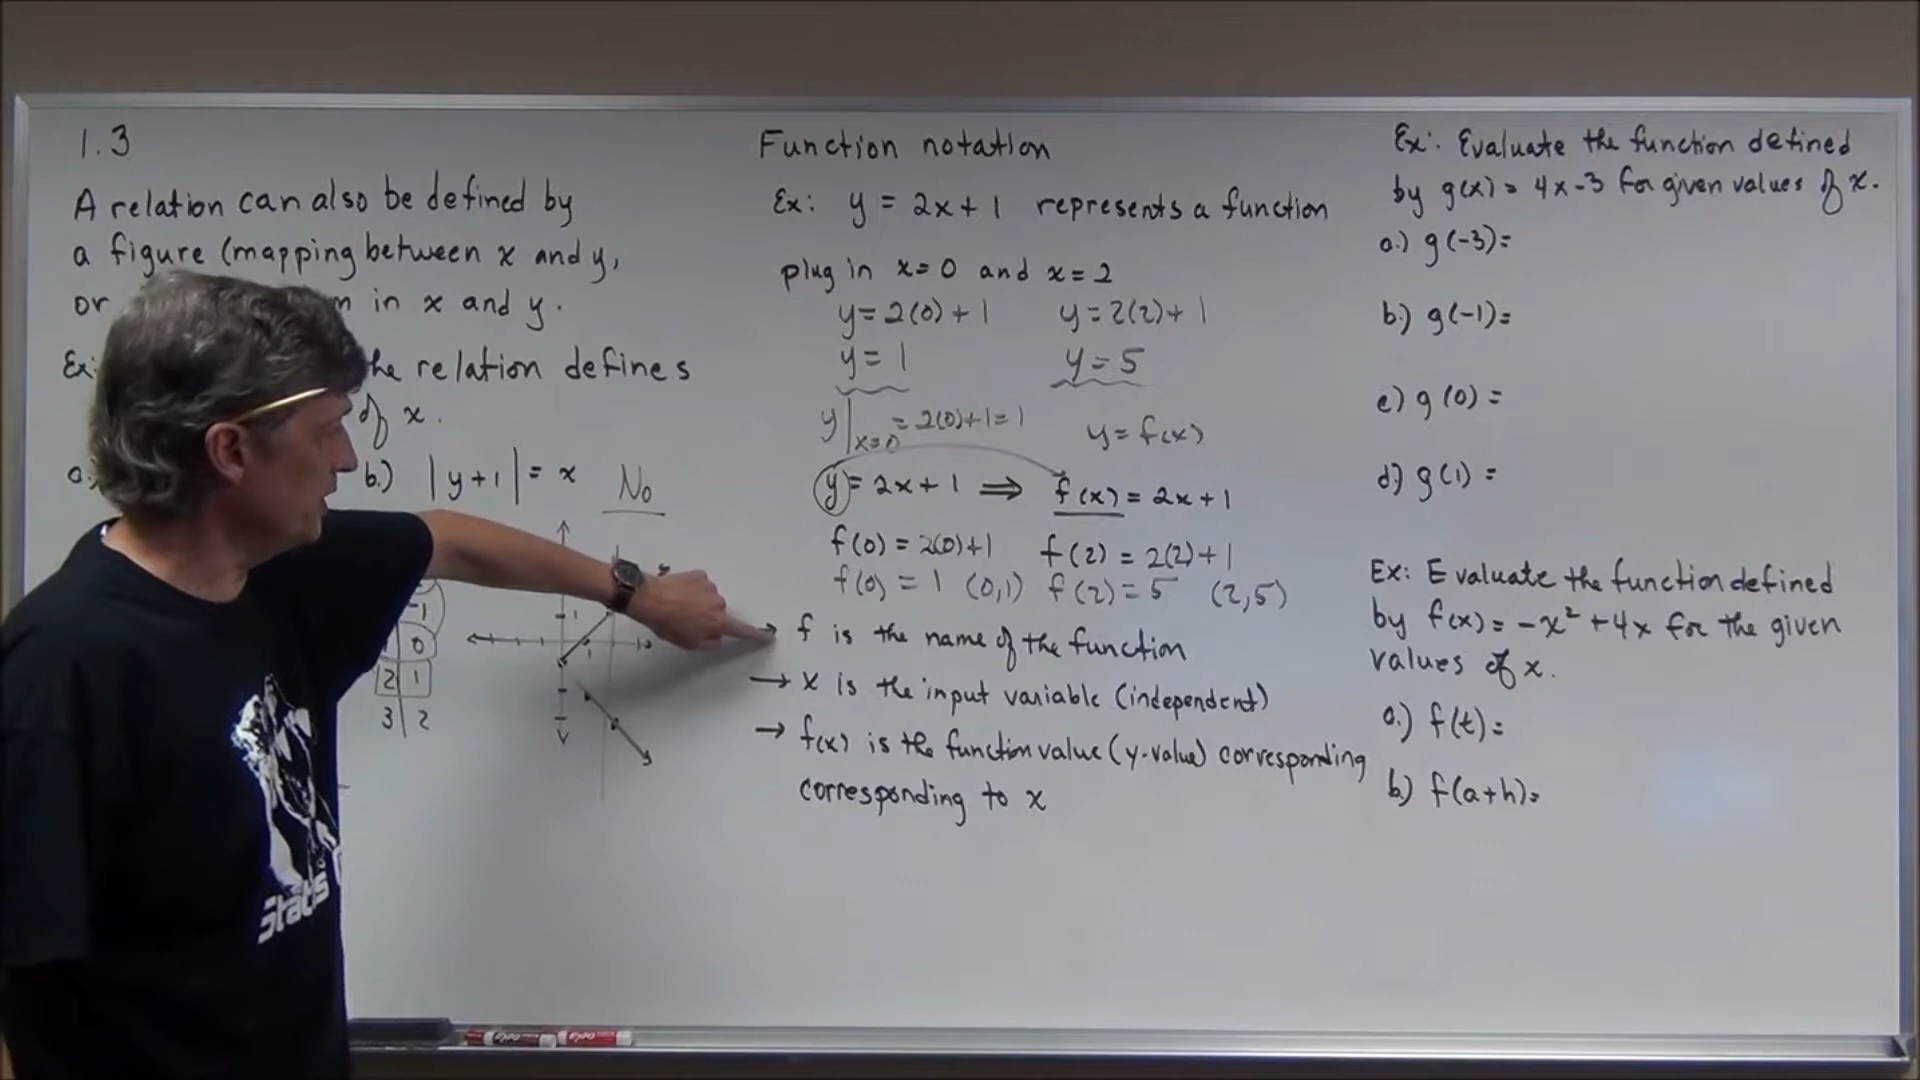 1.3
A relation can also be defined by
a figure (mapping between x and y,
or in x and y.
Ex: the relation defines
of x.
a.) b.) |y+1| = x No
-1
0
2 1
3 2
1
1
Function notation
Ex: y = 2x+1 represents a function
plug in x=0 and x=2
y=2(0)+1 y=2(2)+1
y=1 y=5
y|x=0 =2(0)+1=1 y=f(x)
y=2x+1 ⇒ f(x)=2x+1
f(0)=2(0)+1 f(2)=2(2)+1
f(0)=1 (0,1) f(2)=5 (2,5)
→ f is the name of the function
→ x is the input variable (independent)
→ f(x) is the function value (y-value) corresponding
corresponding to x
Ex: Evaluate the function defined
by g(x)= 4x-3 for given values of x.
a.) g(-3)=
b.) g(-1)=
c) g(0)=
d.) g(1)=
Ex: Evaluate the function defined
by f(x)= -x²+4x for the given
values of x.
a.) f(t)=
b.) f(a+h)=